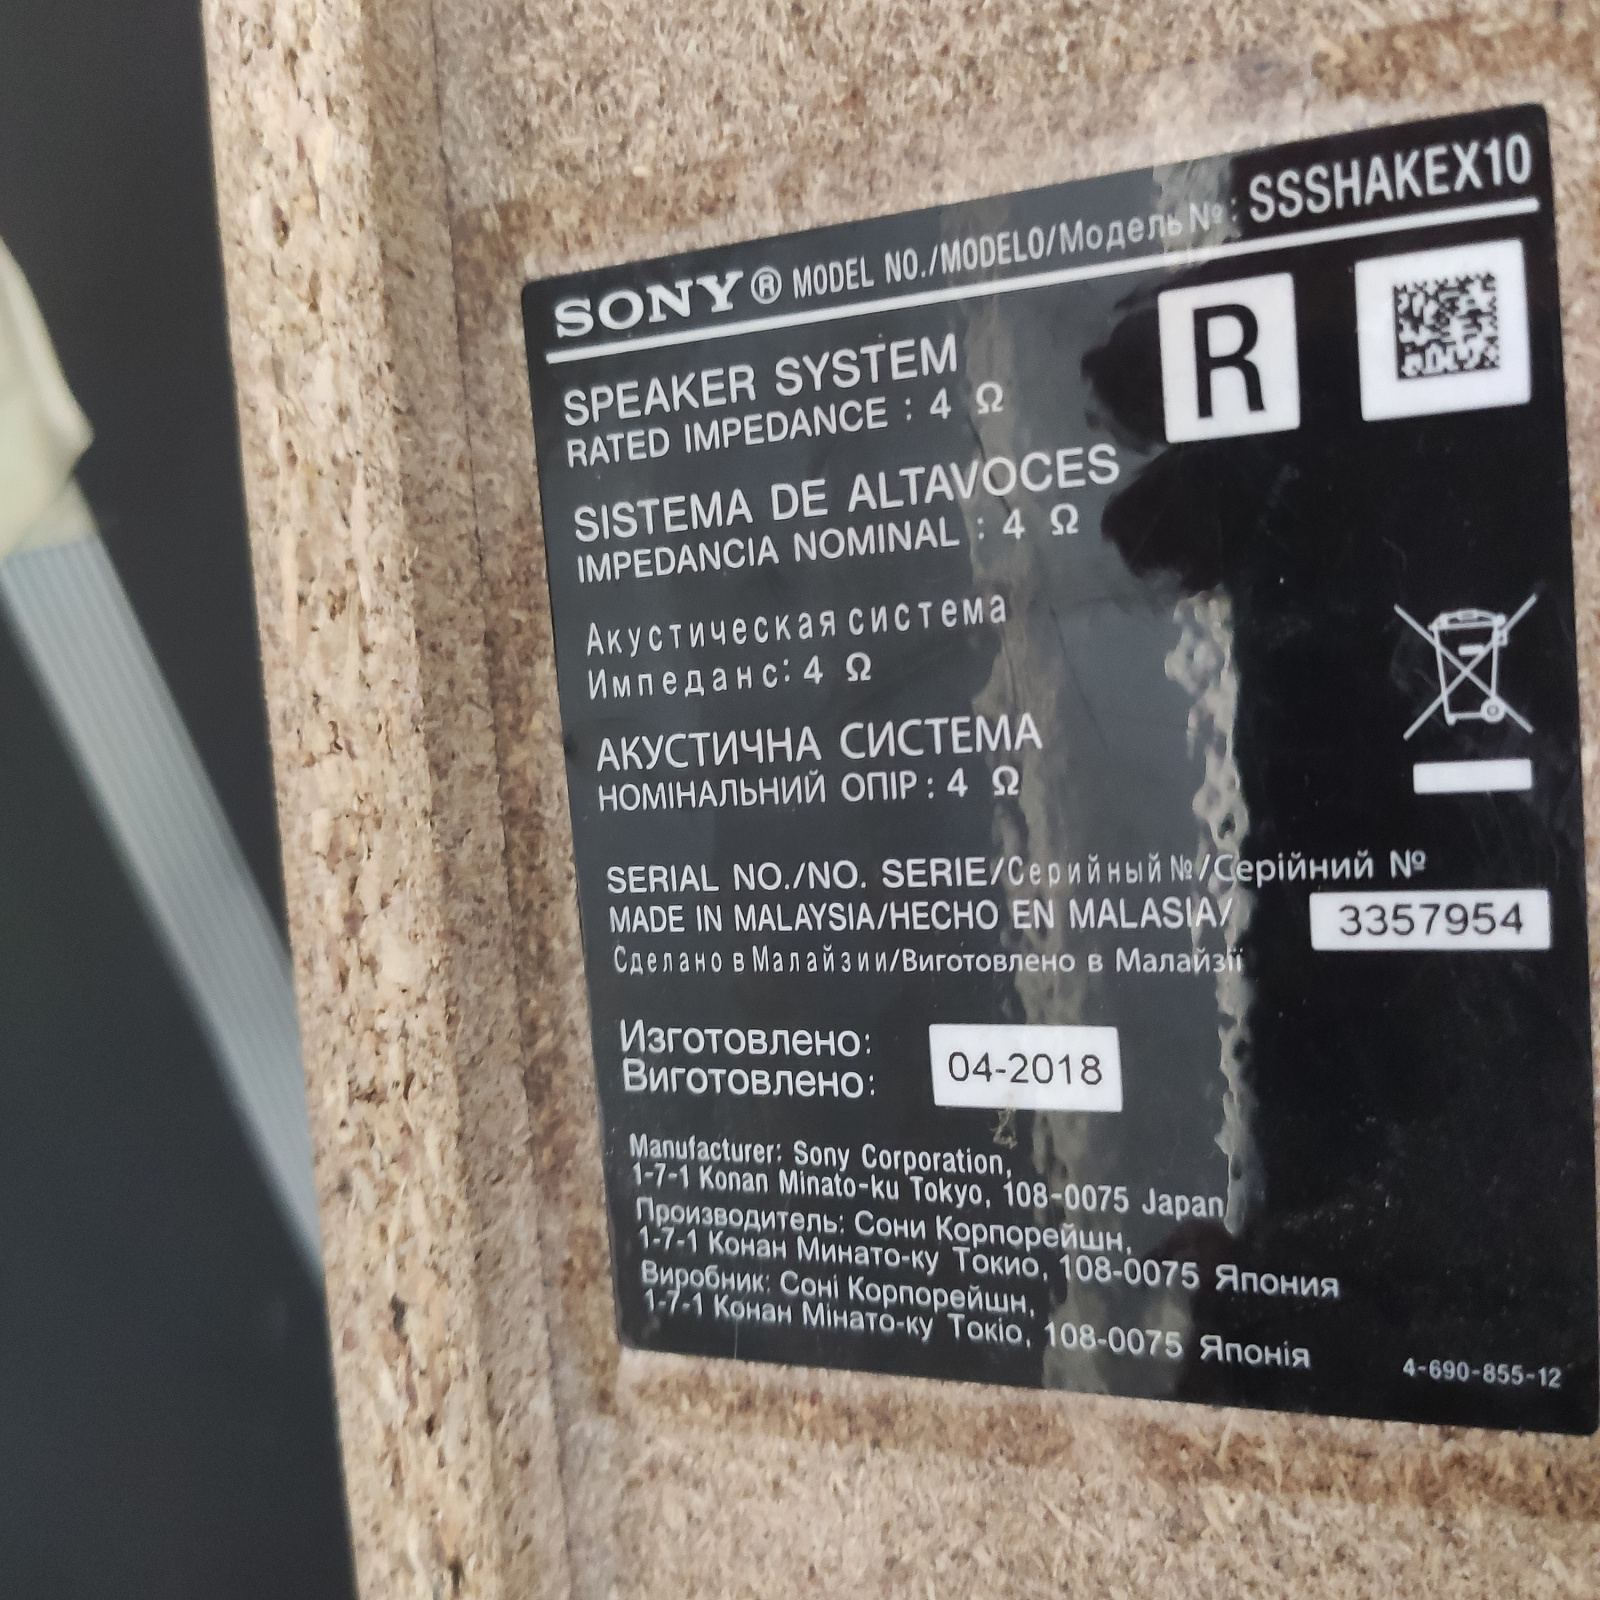 SONY® MODEL NO./MODELO/Модель №: SSSHAKEX10
SPEAKER SYSTEM
RATED IMPEDANCE : 4 Ω
R
SISTEMA DE ALTAVOCES
IMPEDANCIA NOMINAL : 4 Ω
Акустическая система
Импеданс: 4 Ω
АКУСТИЧНА СИСТЕМА
НОМІНАЛЬНИЙ ОПІР : 4 Ω
SERIAL NO./NO. SERIE/Серийный №/Серійний №
MADE IN MALAYSIA/HECHO EN MALASIA/ 3357954
Сделано в Малайзии/Виготовлено в Малайзії
Изготовлено:
Виготовлено: 04-2018
Manufacturer: Sony Corporation,
1-7-1 Konan Minato-ku Tokyo, 108-0075 Japan
Производитель: Сони Корпорейшн,
1-7-1 Конан Минато-ку Токио, 108-0075 Япония
Виробник: Соні Корпорейшн,
1-7-1 Конан Мінато-ку Токіо, 108-0075 Японія
4-690-855-12